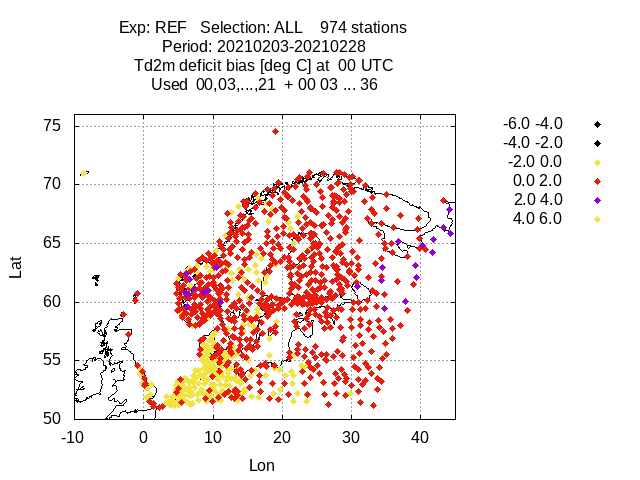 Exp: REF   Selection: ALL    974 stations
Period: 20210203-20210228
Td2m deficit bias [deg C] at  00 UTC
Used  00,03,...,21  + 00 03 ... 36
-6.0 -4.0
-4.0 -2.0
-2.0 0.0
0.0 2.0
2.0 4.0
4.0 6.0
75
70
65
60
55
50
Lat
-10 0 10 20 30 40
Lon